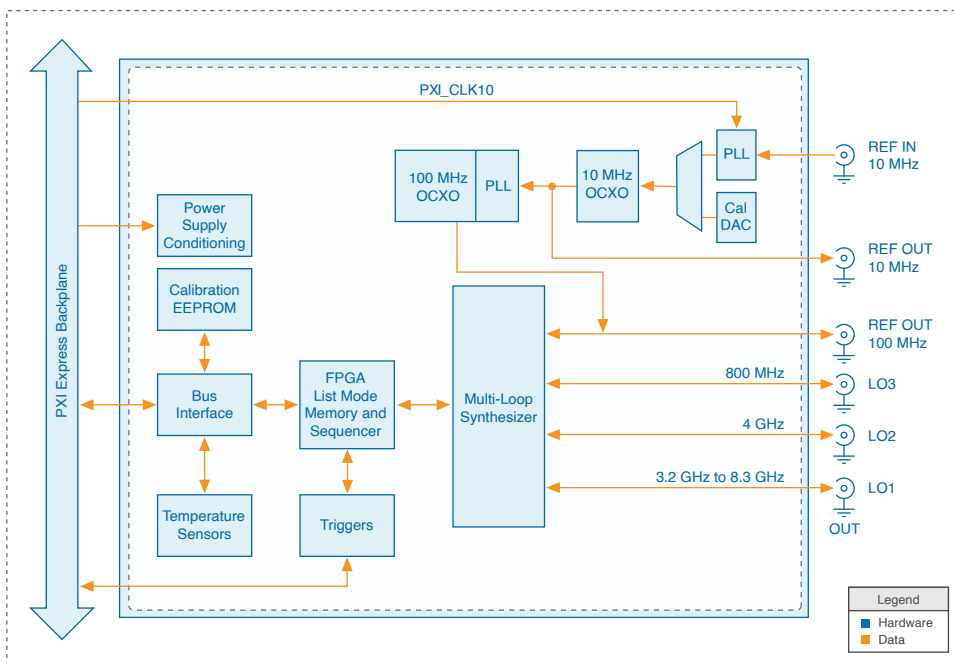 PXI Express Backplane
PXI_CLK10
REF IN
10 MHz
PLL
100 MHz
OCXO
PLL
10 MHz
OCXO
Cal
DAC
Power
Supply
Conditioning
REF OUT
10 MHz
Calibration
EEPROM
REF OUT
100 MHz
FPGA
List Mode
Memory and
Sequencer
Bus
Interface
Multi-Loop
Synthesizer
800 MHz
LO3
4 GHz
LO2
3.2 GHz to 8.3 GHz
LO1
Temperature
Sensors
Triggers
OUT
Legend
Hardware
Data